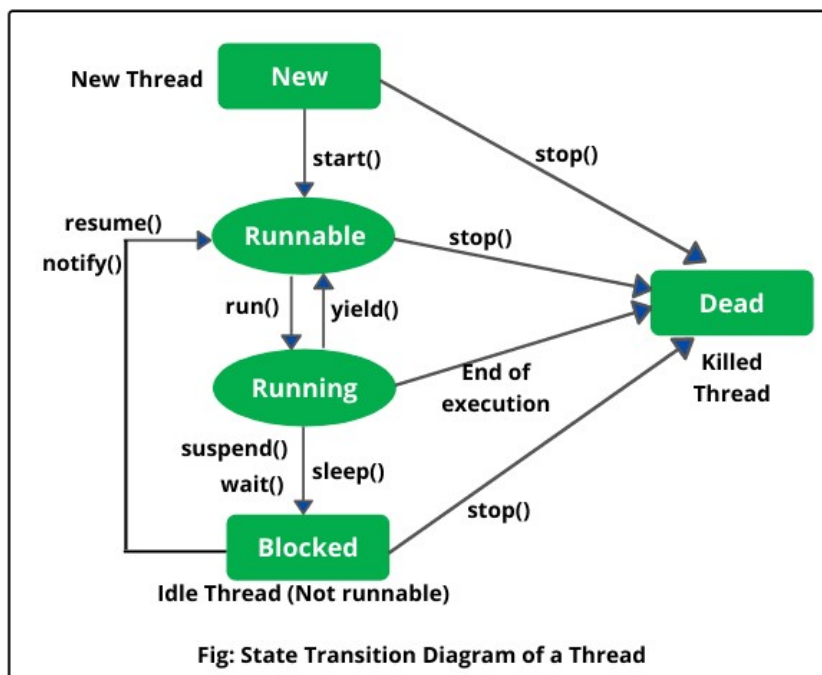 New Thread
New
start()
stop()
resume()
notify()
Runnable
stop()
run()
yield()
Dead
Killed
Thread
Running
End of
execution
suspend()
wait()
sleep()
stop()
Blocked
Idle Thread (Not runnable)
Fig: State Transition Diagram of a Thread